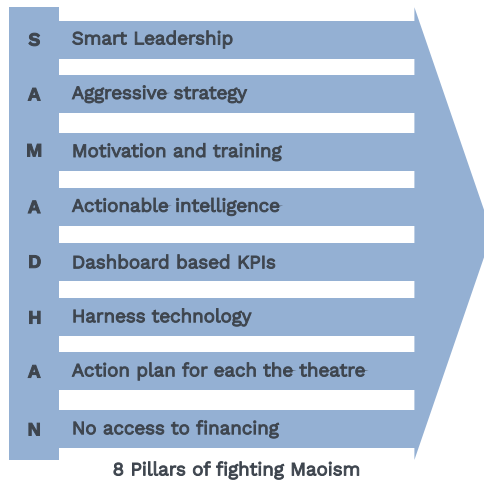 S Smart Leadership
A Aggressive strategy
M Motivation and training
A Actionable intelligence
D Dashboard based KPIs
H Harness technology
A Action plan for each the theatre
N No access to financing
8 Pillars of fighting Maoism